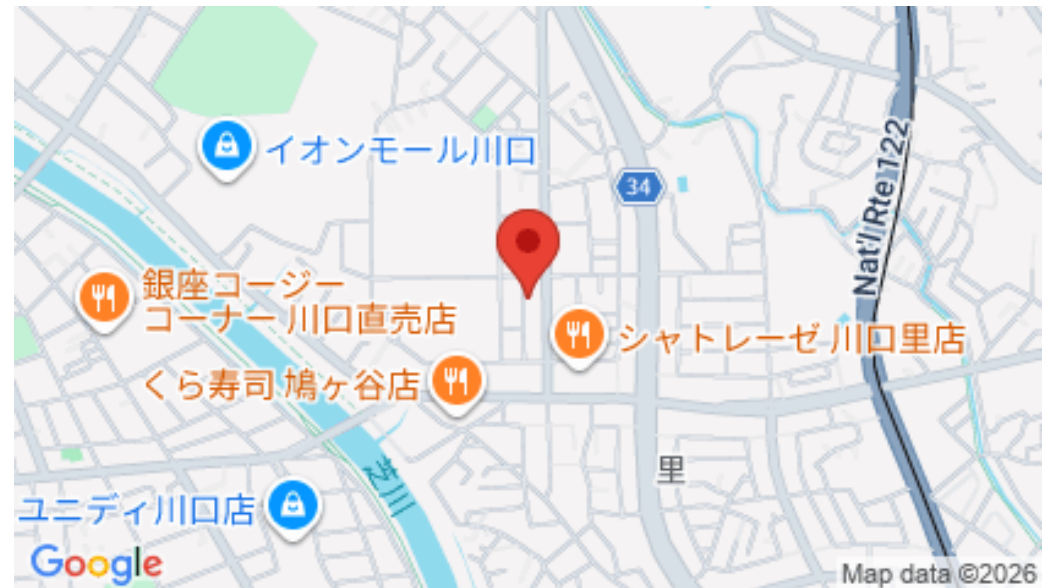 イオンモール川口
34
Nat'l Rte 122
銀座コージー
コーナー 川口直売店
シャトレーゼ 川口里店
くら寿司 鳩ヶ谷店
里
芝川
ユニディ川口店
Google
Map data ©2026